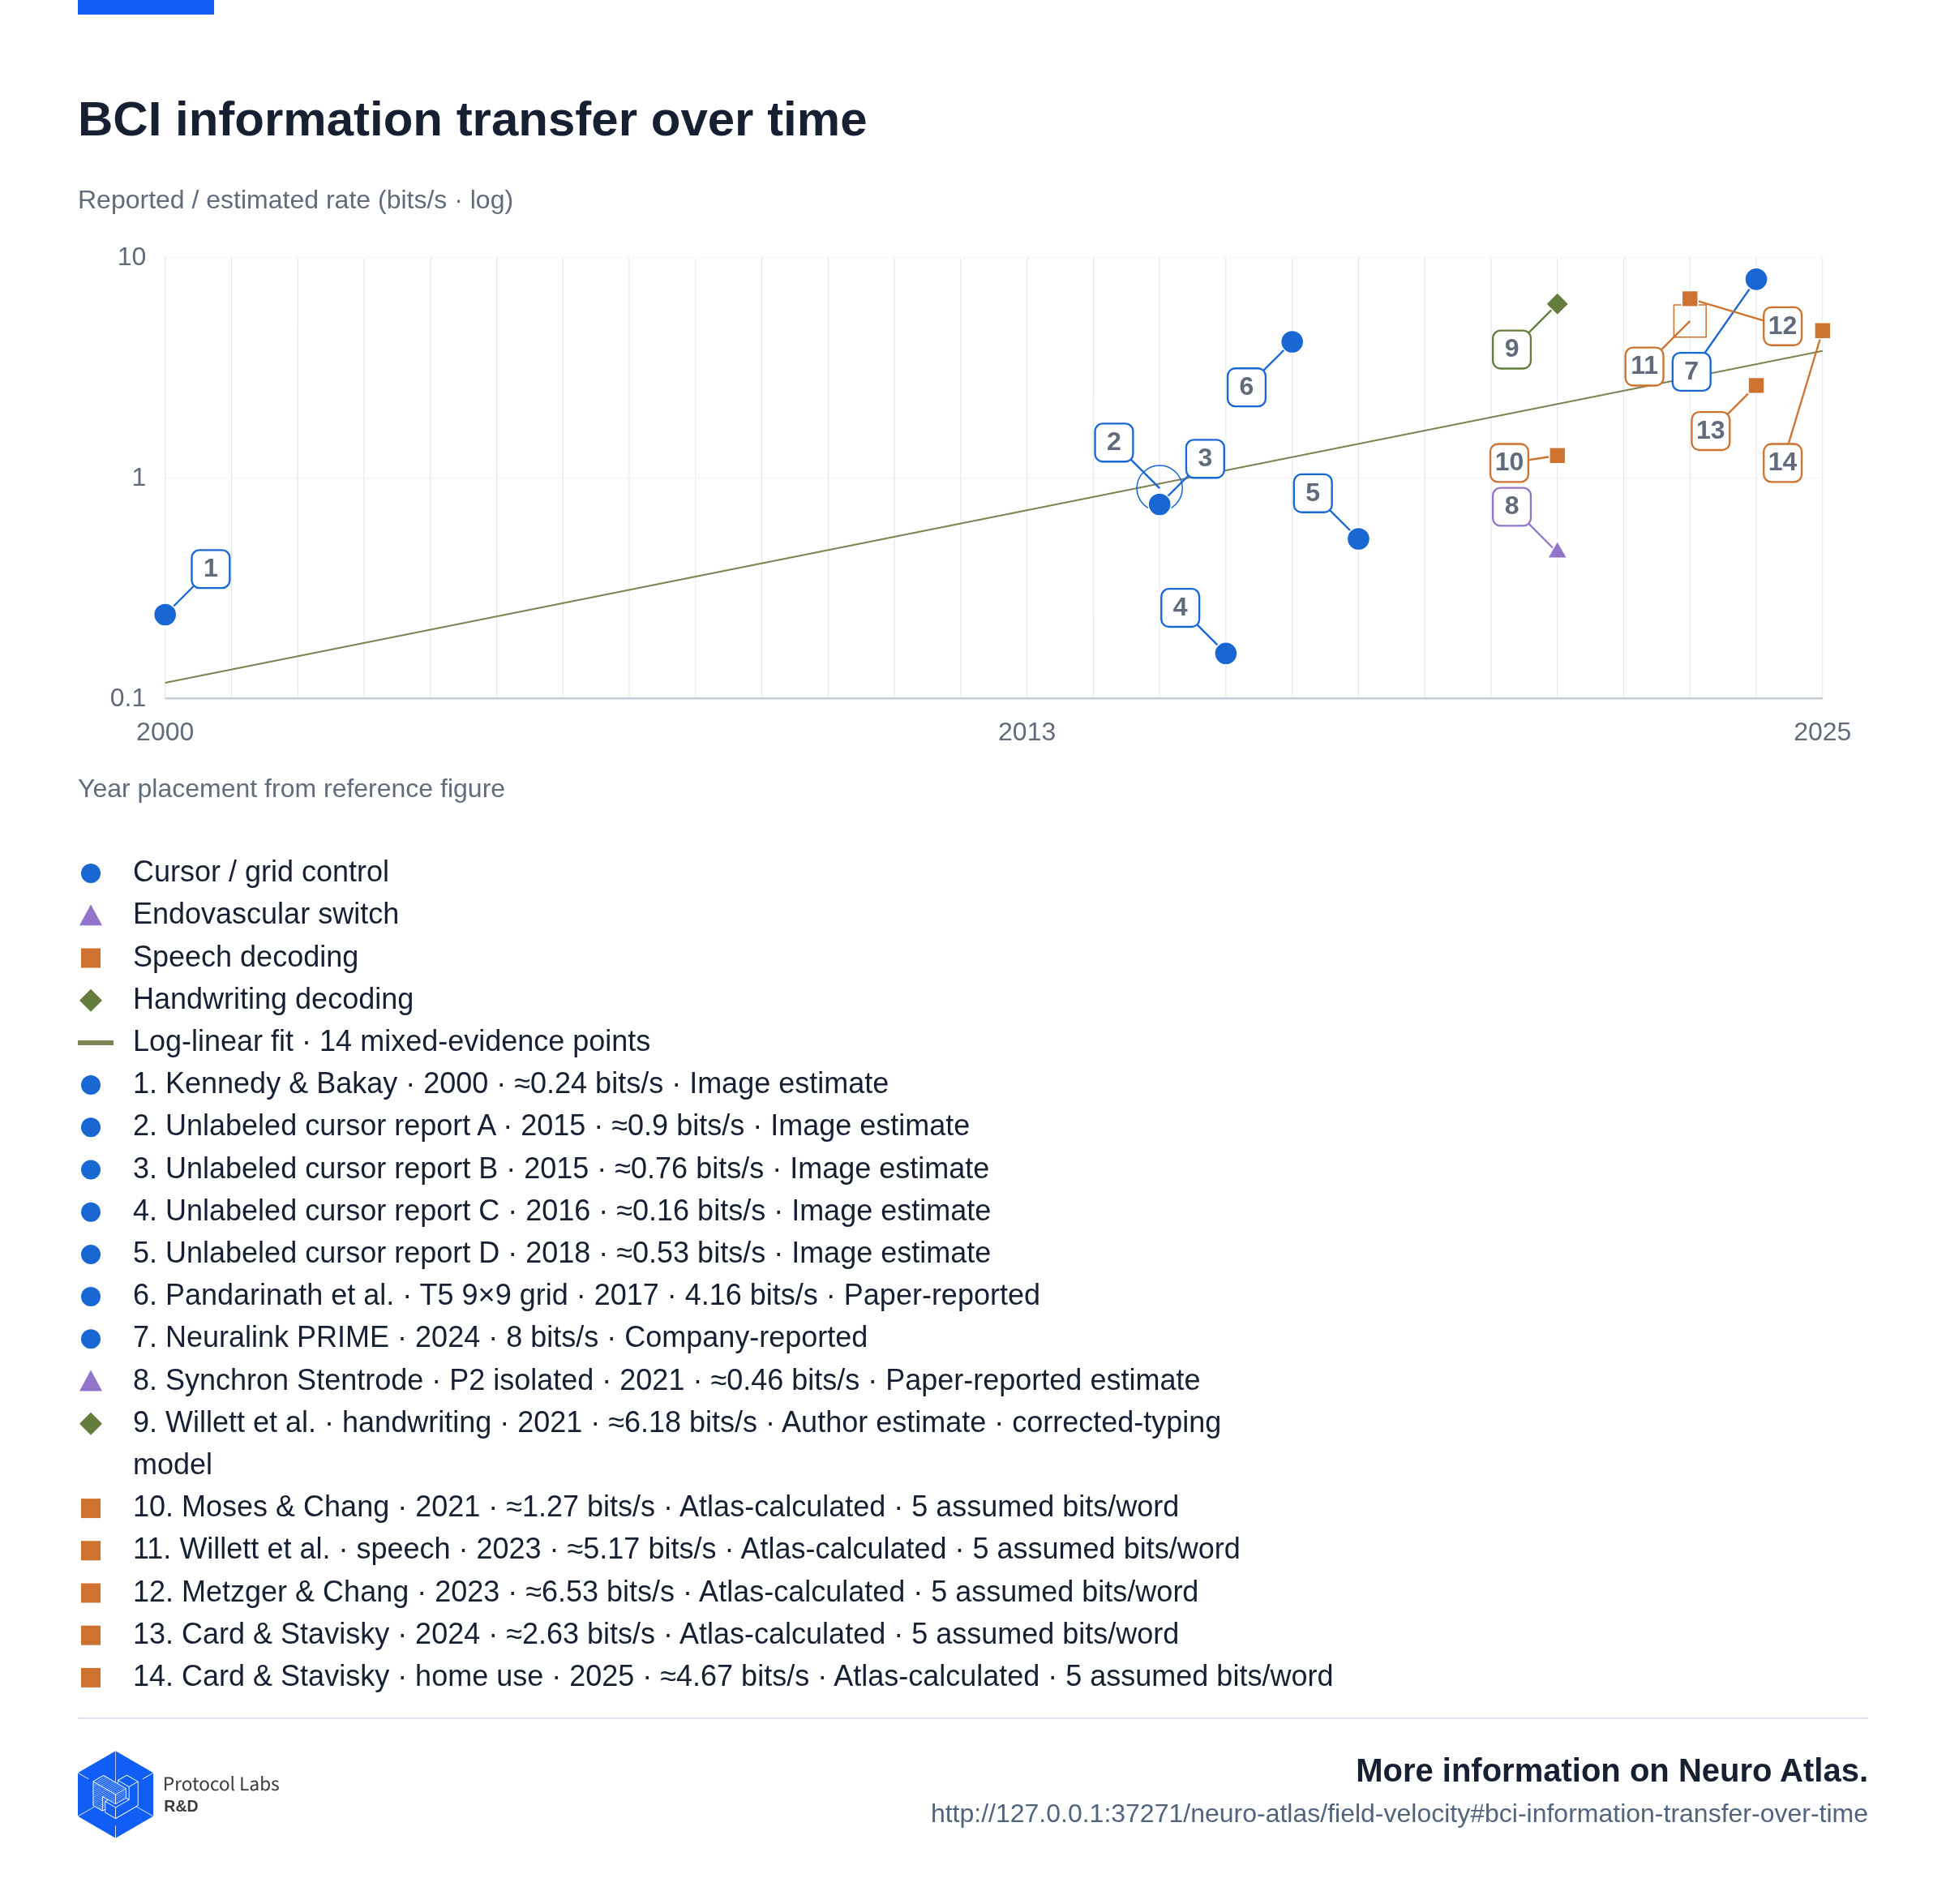 BCI information transfer over time
Reported / estimated rate (bits/s · log)
10
1
0.1
1
2
3
4
5
6
7
8
9
10
11
12
13
14
2000
2013
2025
Year placement from reference figure
Cursor / grid control
Endovascular switch
Speech decoding
Handwriting decoding
Log-linear fit · 14 mixed-evidence points
1. Kennedy & Bakay · 2000 · ≈0.24 bits/s · Image estimate
2. Unlabeled cursor report A · 2015 · ≈0.9 bits/s · Image estimate
3. Unlabeled cursor report B · 2015 · ≈0.76 bits/s · Image estimate
4. Unlabeled cursor report C · 2016 · ≈0.16 bits/s · Image estimate
5. Unlabeled cursor report D · 2018 · ≈0.53 bits/s · Image estimate
6. Pandarinath et al. · T5 9×9 grid · 2017 · 4.16 bits/s · Paper-reported
7. Neuralink PRIME · 2024 · 8 bits/s · Company-reported
8. Synchron Stentrode · P2 isolated · 2021 · ≈0.46 bits/s · Paper-reported estimate
9. Willett et al. · handwriting · 2021 · ≈6.18 bits/s · Author estimate · corrected-typing
model
10. Moses & Chang · 2021 · ≈1.27 bits/s · Atlas-calculated · 5 assumed bits/word
11. Willett et al. · speech · 2023 · ≈5.17 bits/s · Atlas-calculated · 5 assumed bits/word
12. Metzger & Chang · 2023 · ≈6.53 bits/s · Atlas-calculated · 5 assumed bits/word
13. Card & Stavisky · 2024 · ≈2.63 bits/s · Atlas-calculated · 5 assumed bits/word
14. Card & Stavisky · home use · 2025 · ≈4.67 bits/s · Atlas-calculated · 5 assumed bits/word
Protocol Labs
R&D
More information on Neuro Atlas.
http://127.0.0.1:37271/neuro-atlas/field-velocity#bci-information-transfer-over-time